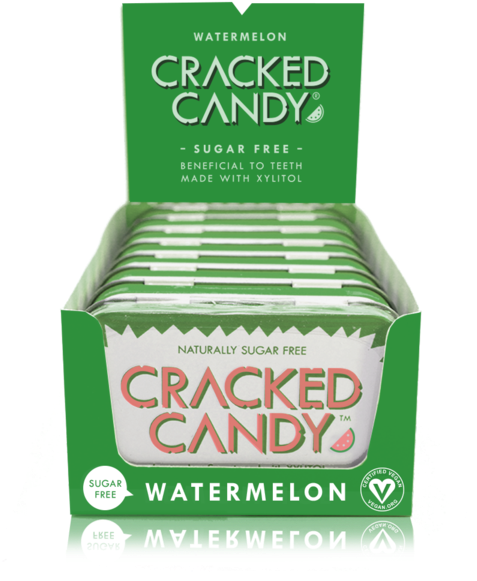 WATERMELON
CRACKED
CANDY®
– SUGAR FREE –
BENEFICIAL TO TEETH
MADE WITH XYLITOL
NATURALLY SUGAR FREE
CRACKED
CANDY™
SUGAR
FREE
WATERMELON
CERTIFIED VEGAN
VEGAN.ORG